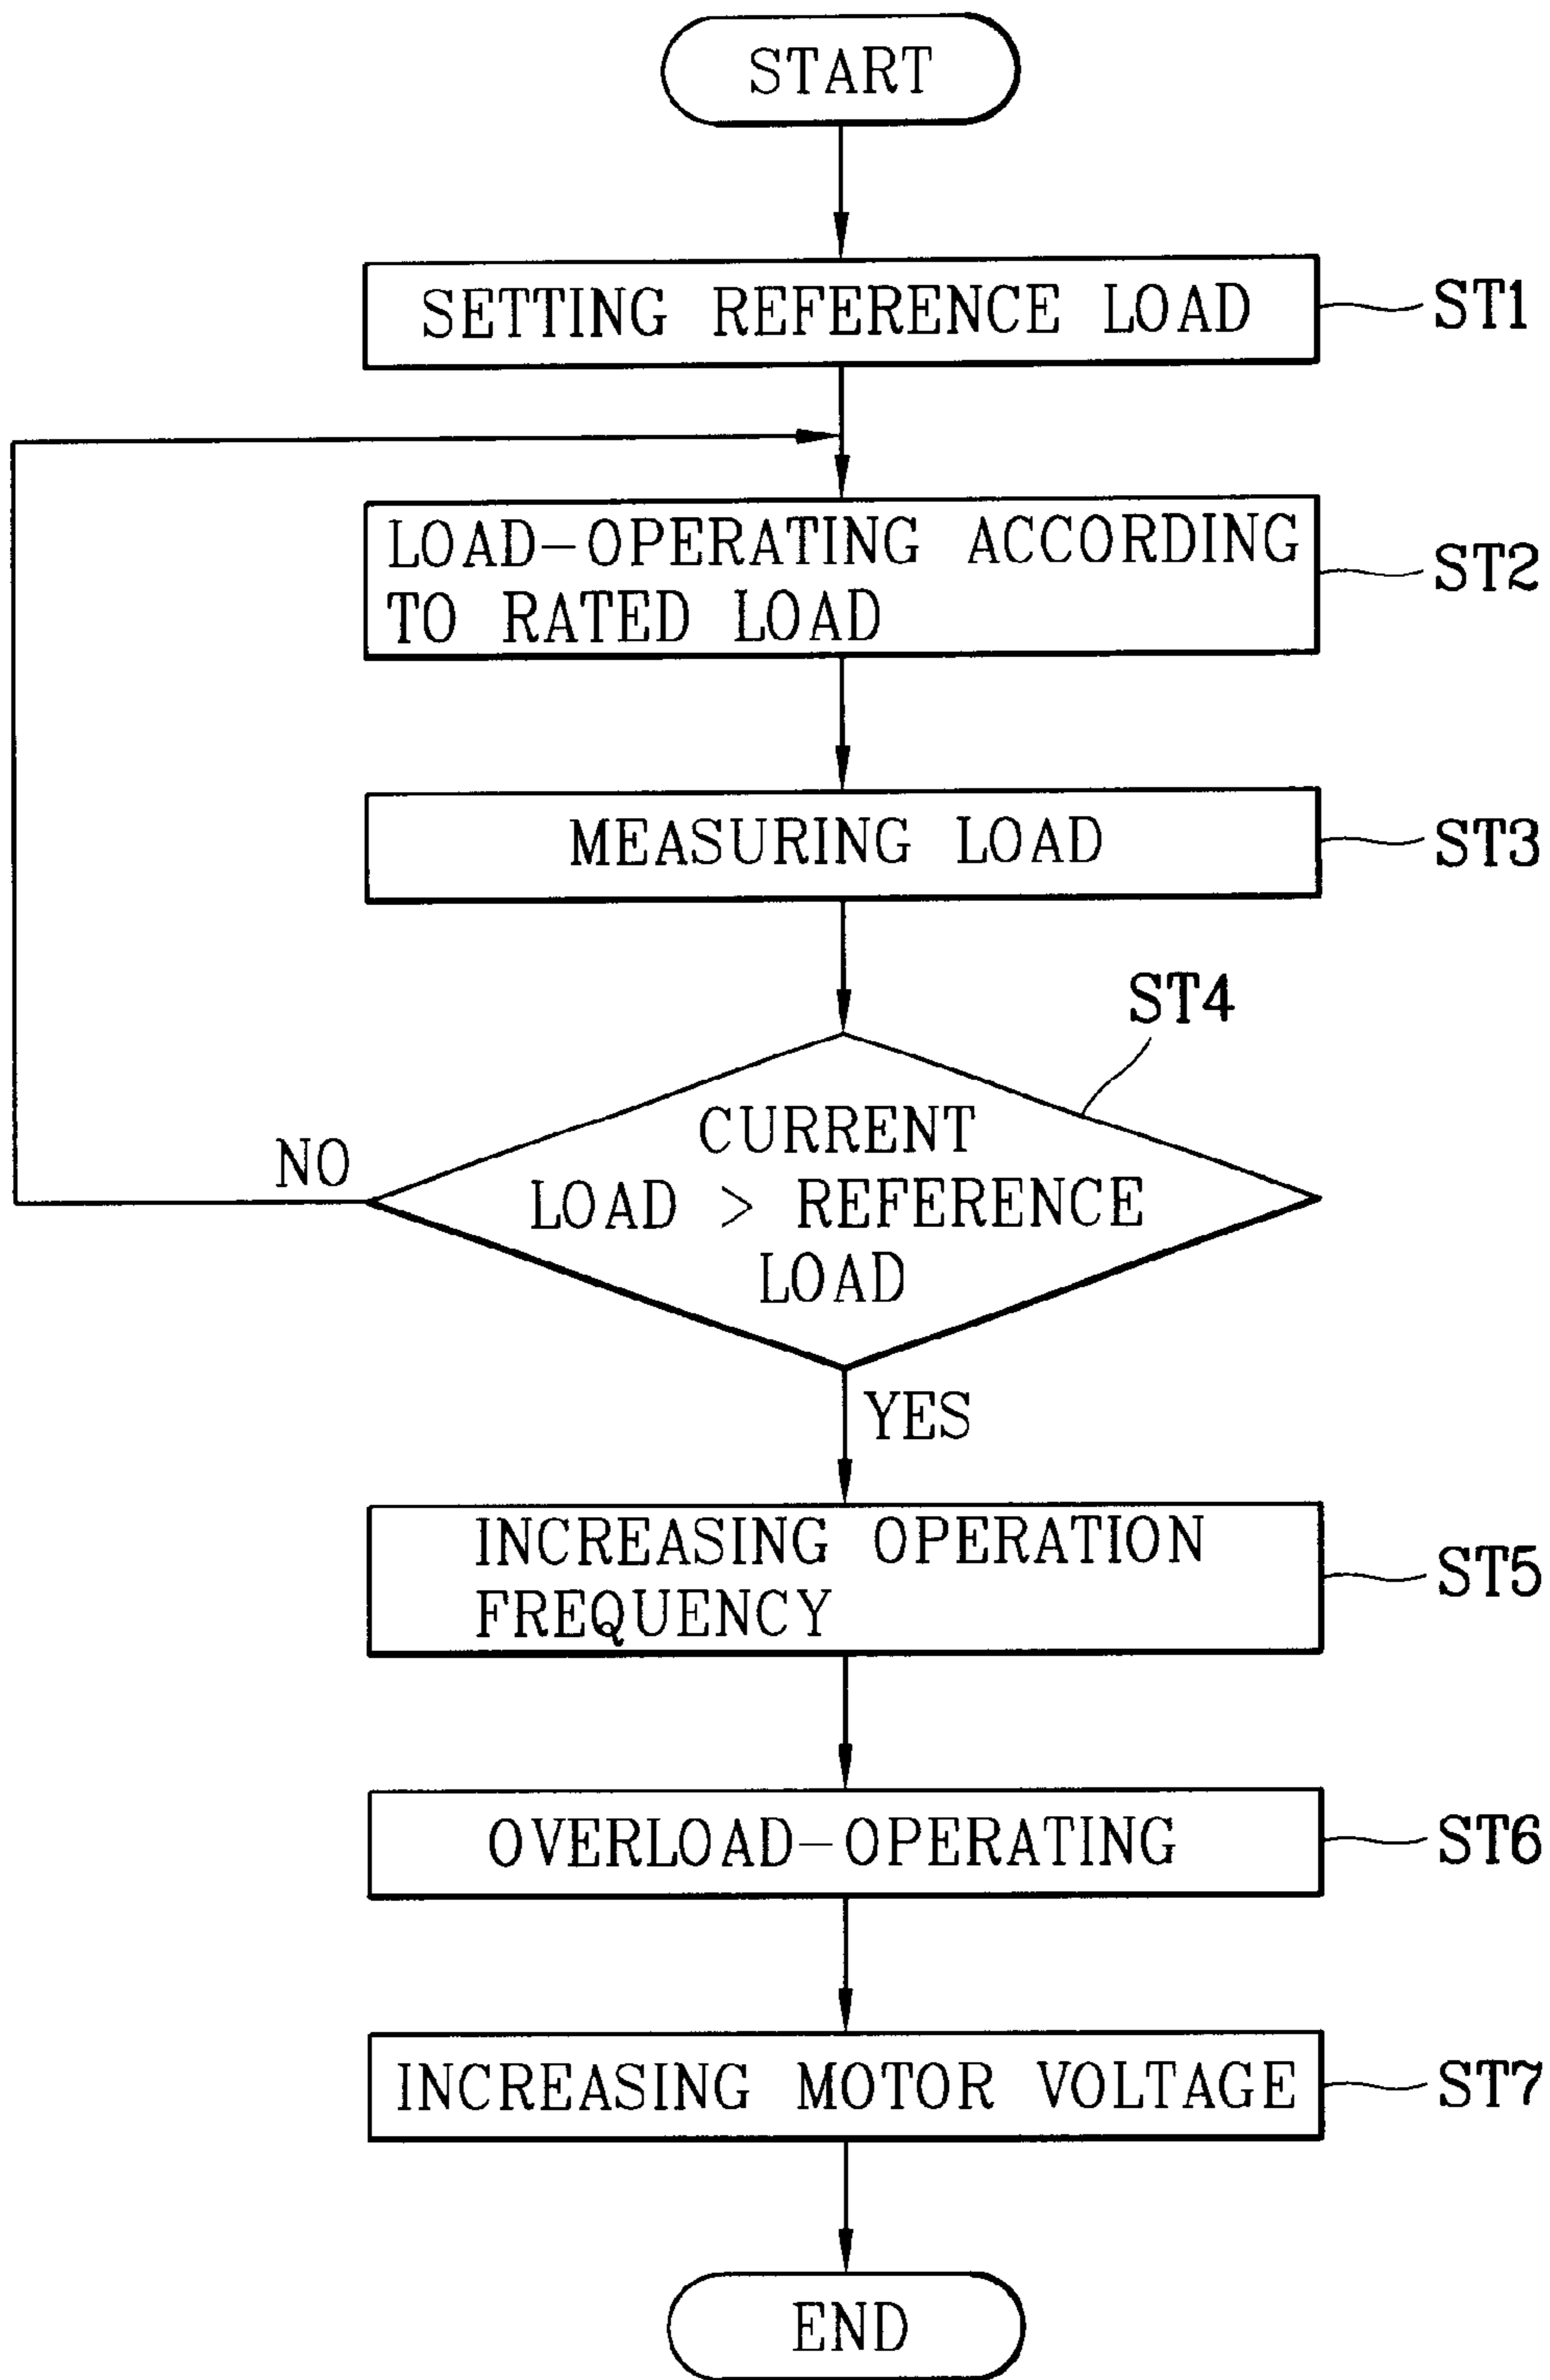 START
SETTING REFERENCE LOAD
ST1
LOAD-OPERATING ACCORDING
TO RATED LOAD
ST2
MEASURING LOAD
ST3
ST4
CURRENT
LOAD > REFERENCE
LOAD
NO
YES
INCREASING OPERATION
FREQUENCY
ST5
OVERLOAD-OPERATING
ST6
INCREASING MOTOR VOLTAGE
ST7
END